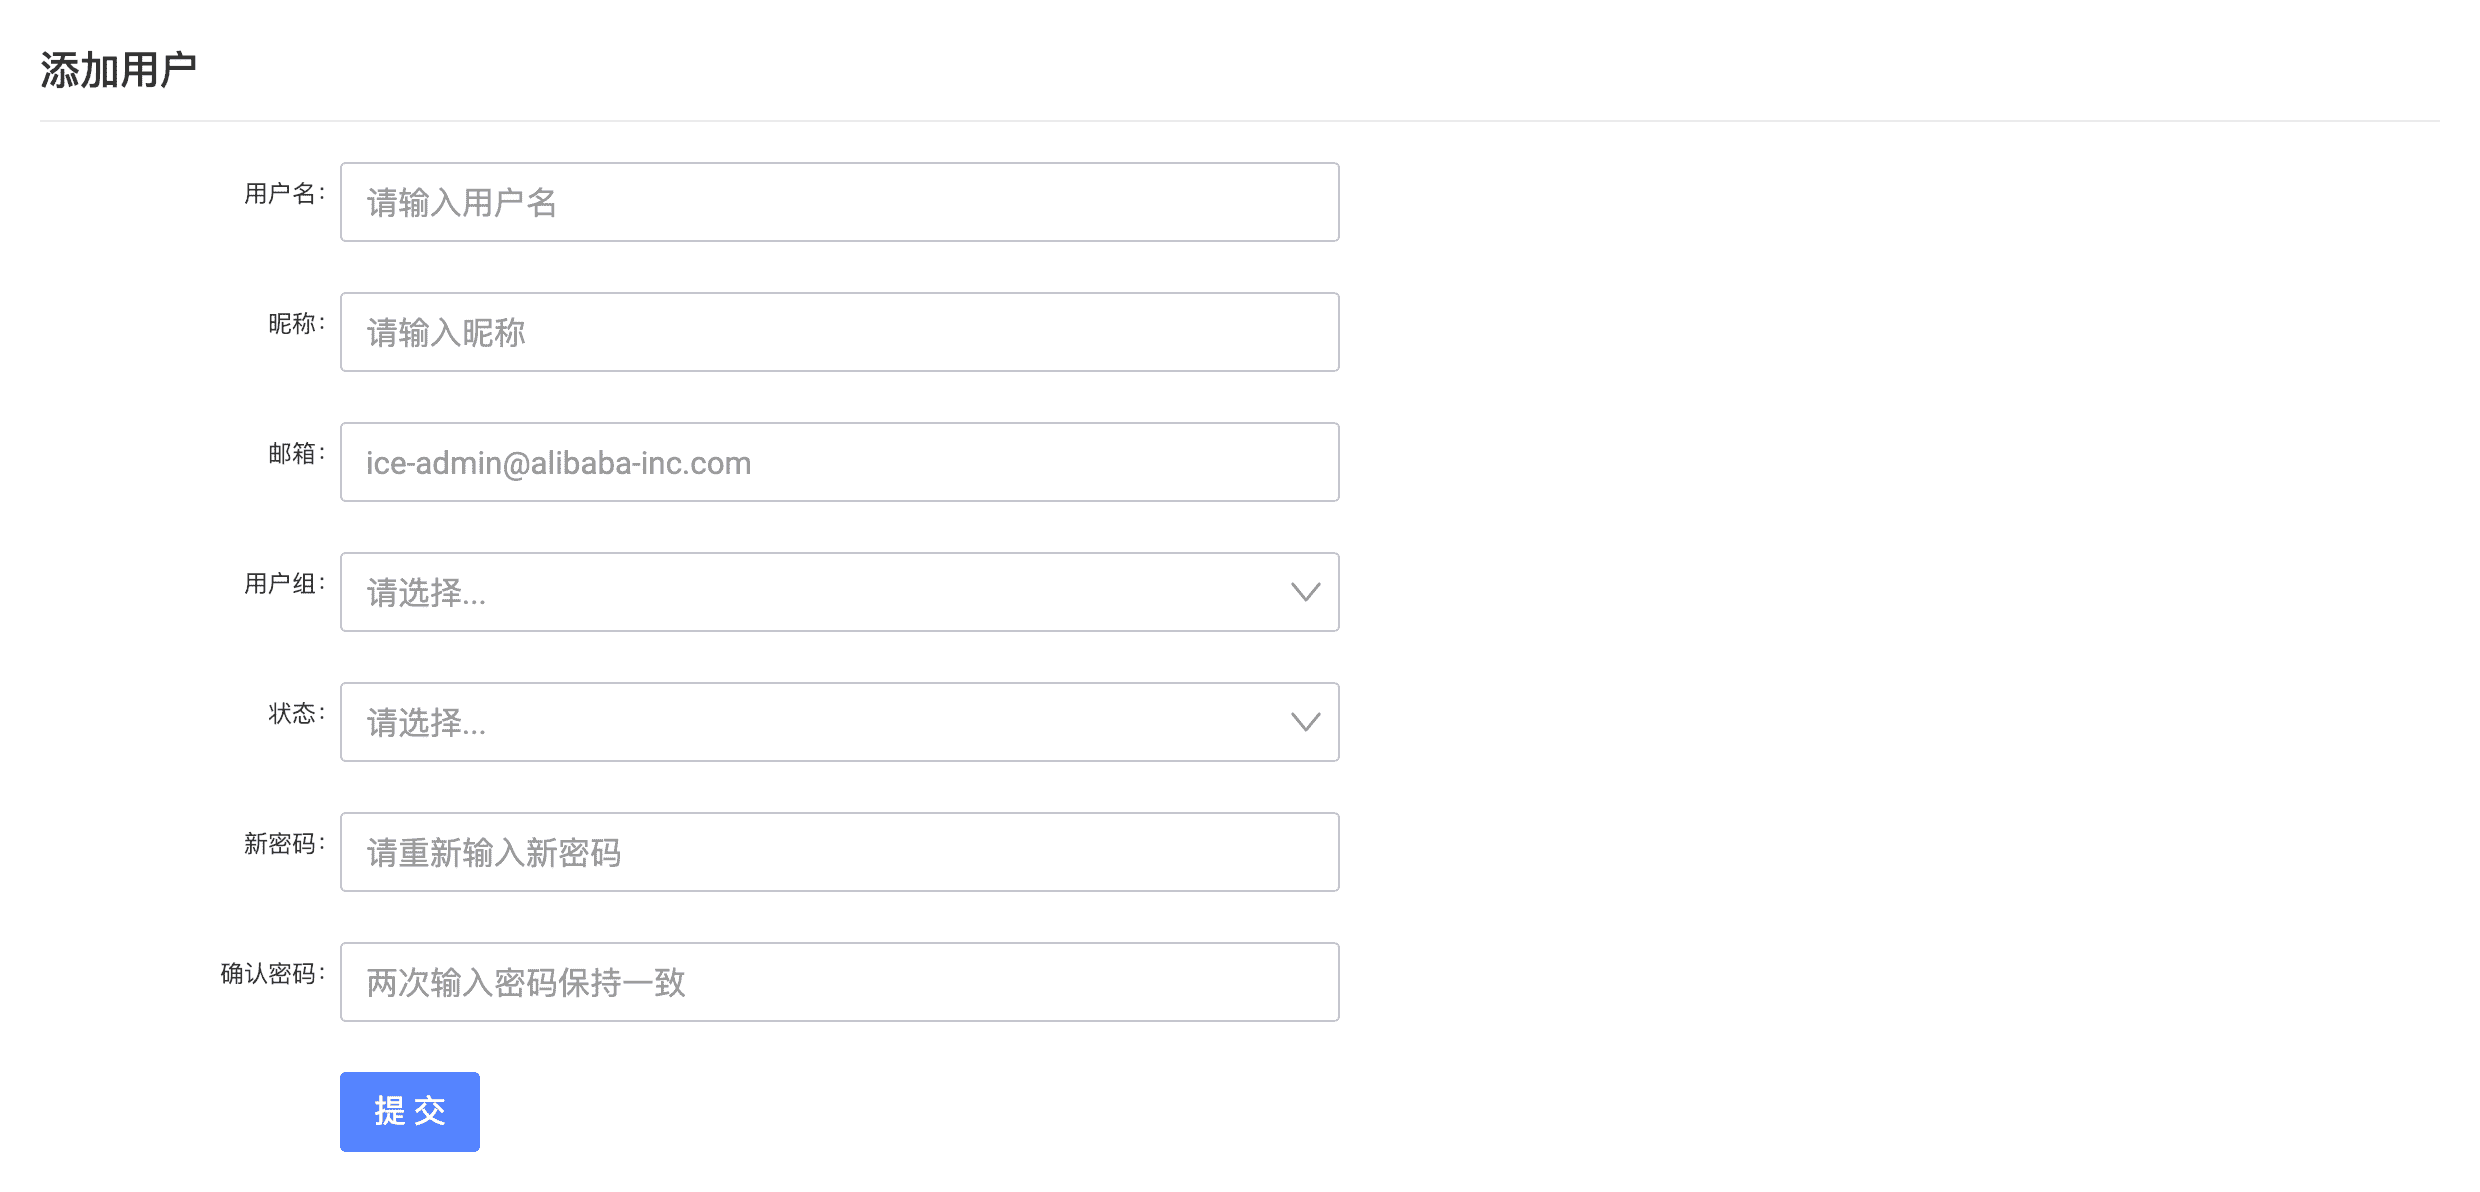 添加用户
用户名：
请输入用户名
昵称：
请输入昵称
邮箱：
ice-admin@alibaba-inc.com
用户组：
请选择...
状态：
请选择...
新密码：
请重新输入新密码
确认密码：
两次输入密码保持一致
提 交